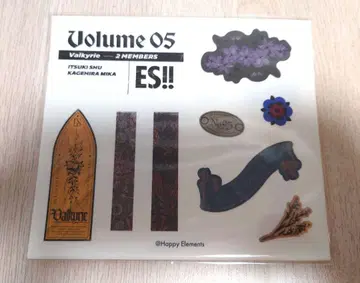 Volume 05
Valkyrie — 2 MEMBERS
ITSUKI SHU
KAGEHIRA MIKA
ES!!
Valkyrie
@Happy Elements